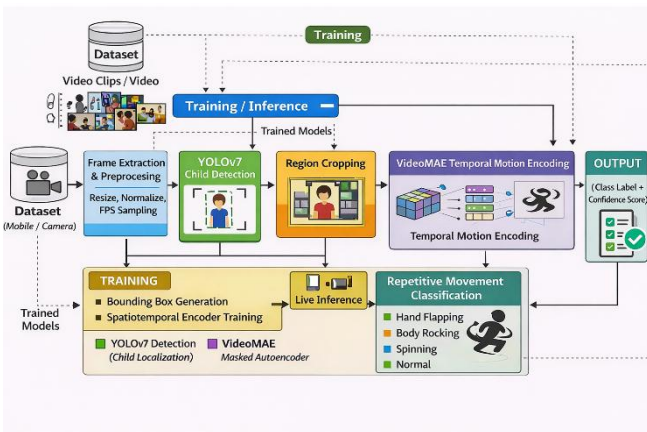 Dataset
Video Clips / Video
Training
Training / Inference
Trained Models
Dataset
(Mobile / Camera)
Frame Extraction
& Preprocesing
Resize, Normalize,
FPS Sampling
YOLOv7
Child Detection
Region Cropping
VideoMAE Temporal Motion Encoding
Temporal Motion Encoding
OUTPUT
(Class Label +
Confidence Score)
Trained
Models
TRAINING
Bounding Box Generation
Spatiotemporal Encoder Training
YOLOv7 Detection
(Child Localization)
VideoMAE
Masked Autoencoder
Live Inference
Repetitive Movement
Classification
Hand Flapping
Body Rocking
Spinning
Normal